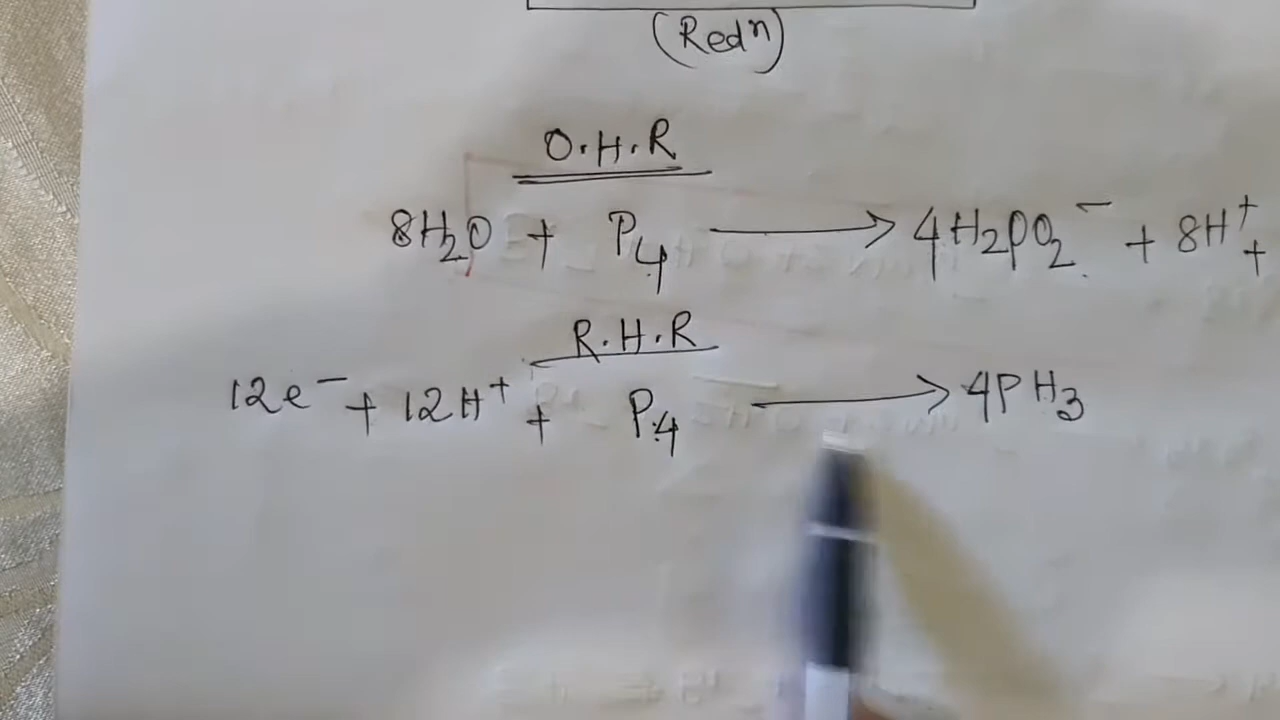 (Redⁿ)
O.H.R
8H₂O + P₄ ⟶ 4H₂PO₂⁻ + 8H⁺ +
R.H.R
12e⁻ + 12H⁺ + P₄ ⟶ 4PH₃